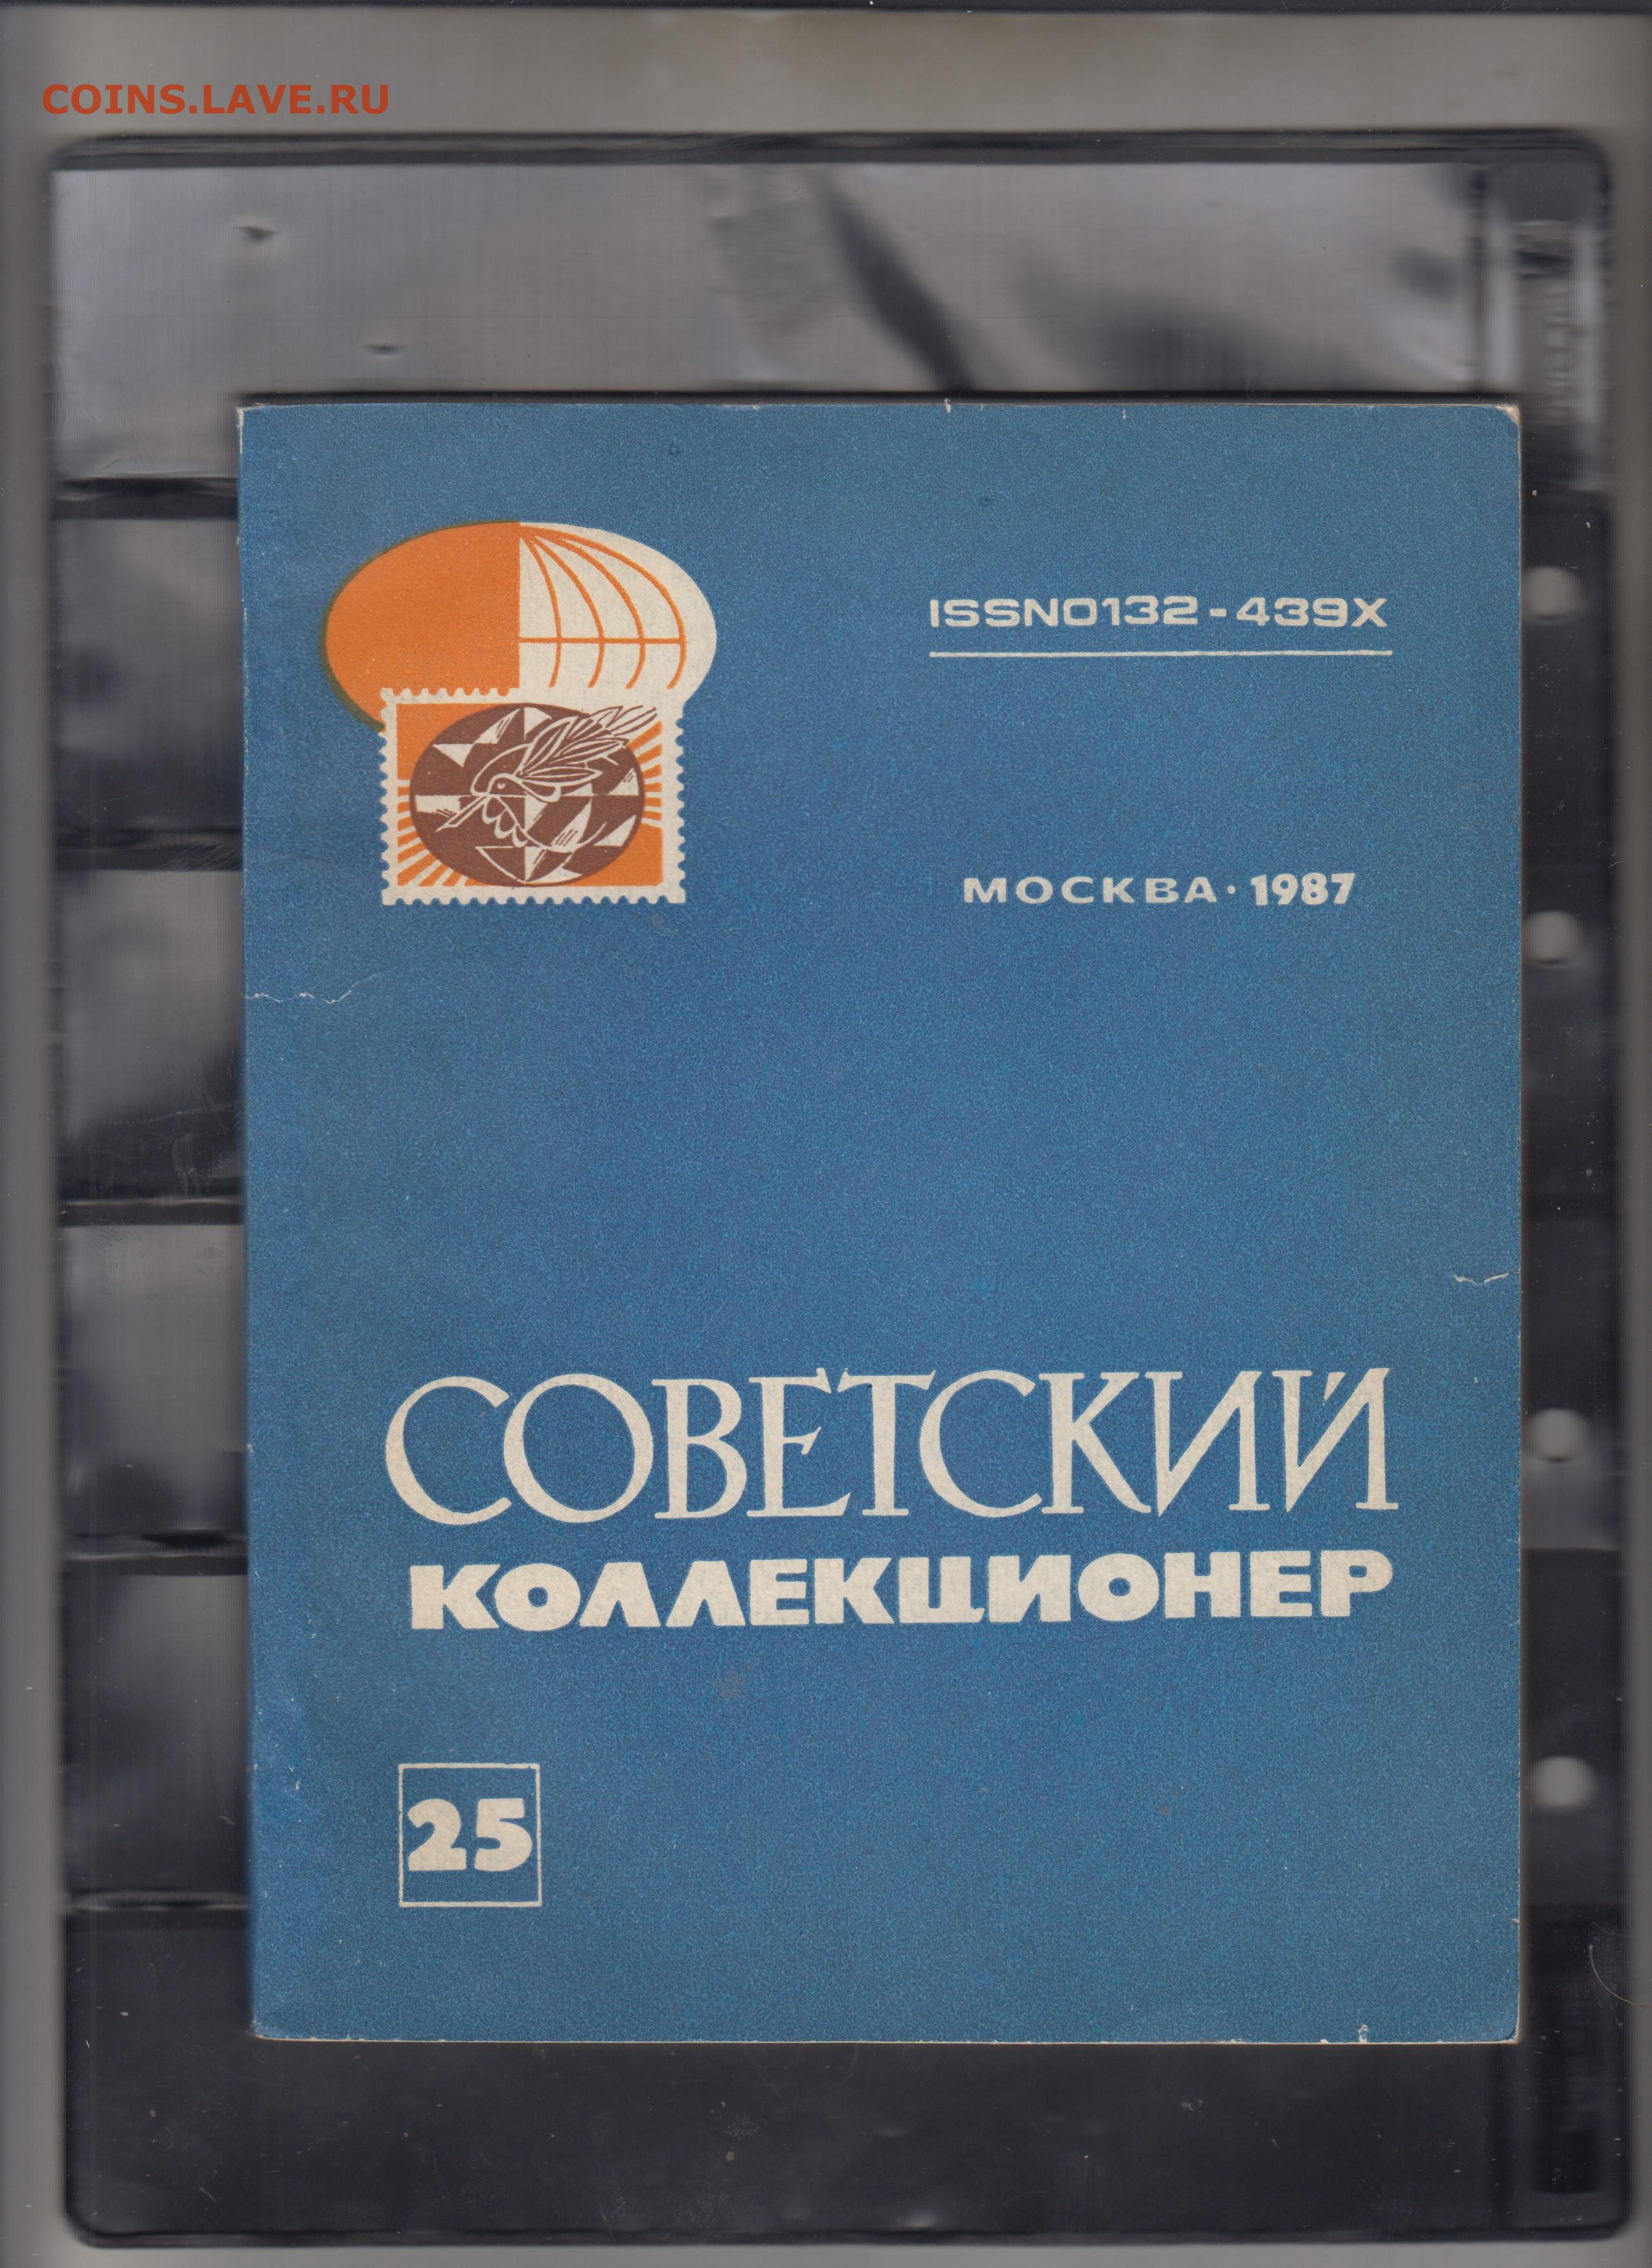 COINS.LAVE.RU
ISSN0132-439X
МОСКВА·1987
СОВЕТСКИЙ
КОЛЛЕКЦИОНЕР
25